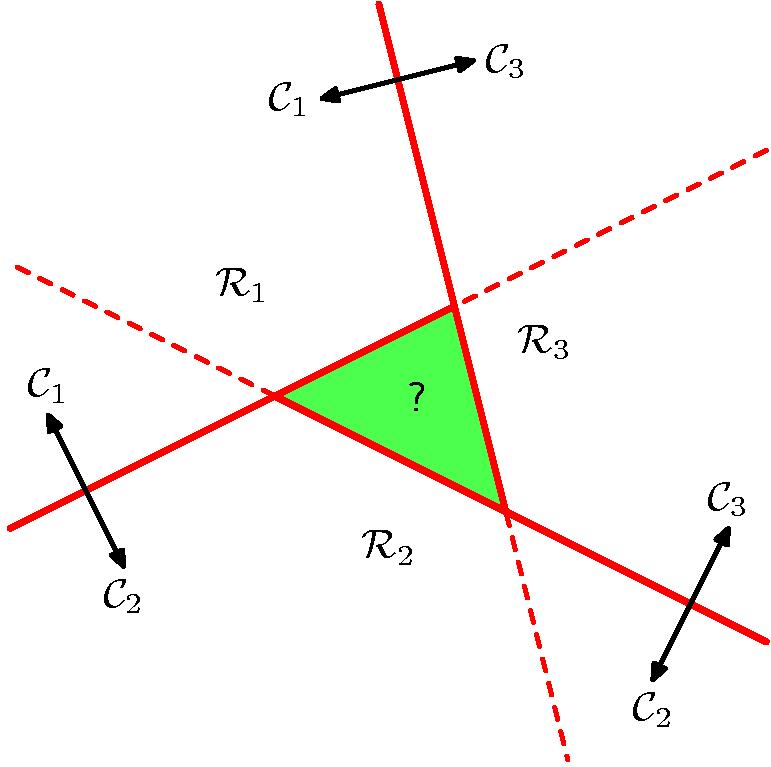 𝒞₃
𝒞₁
ℛ₁
ℛ₃
𝒞₁
?
𝒞₃
ℛ₂
𝒞₂
𝒞₂